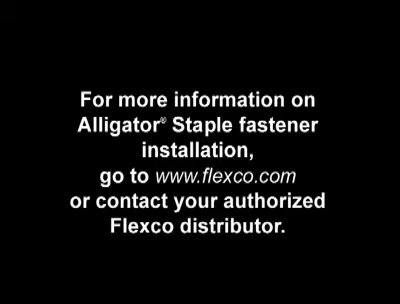 For more information on
Alligator® Staple fastener
installation,
go to www.flexco.com
or contact your authorized
Flexco distributor.